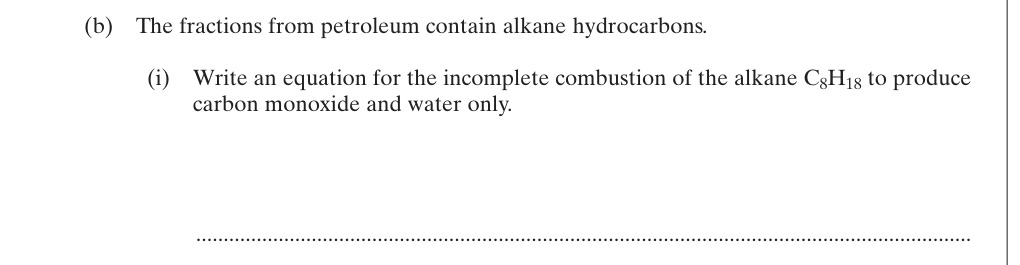 (b) The fractions from petroleum contain alkane hydrocarbons.
(i) Write an equation for the incomplete combustion of the alkane C₈H₁₈ to produce
carbon monoxide and water only.